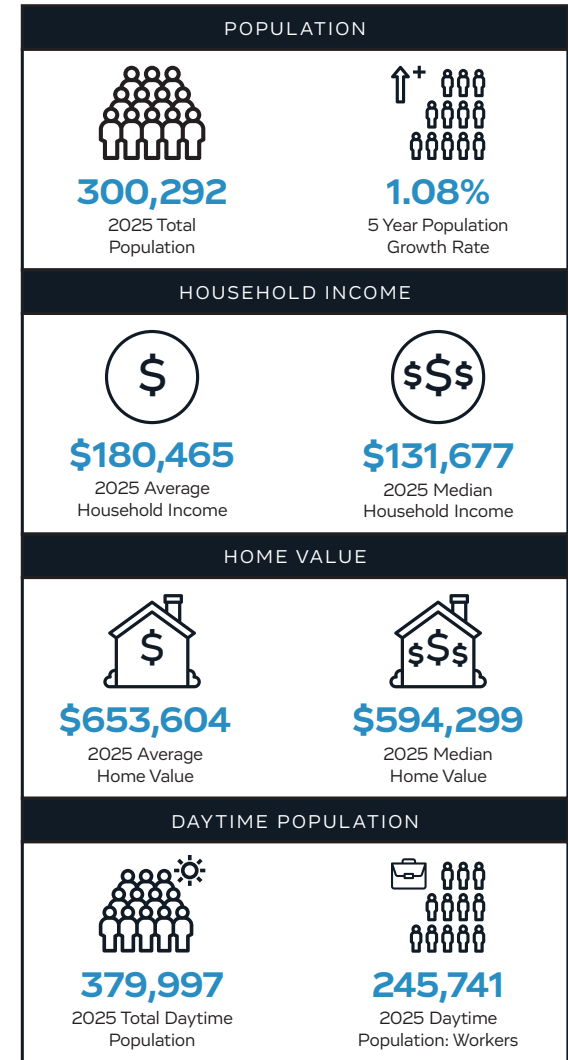 POPULATION
300,292
2025 Total
Population
1.08%
5 Year Population
Growth Rate
HOUSEHOLD INCOME
$
$180,465
2025 Average
Household Income
$$$
$131,677
2025 Median
Household Income
HOME VALUE
$
$653,604
2025 Average
Home Value
$$$
$594,299
2025 Median
Home Value
DAYTIME POPULATION
379,997
2025 Total Daytime
Population
245,741
2025 Daytime
Population: Workers